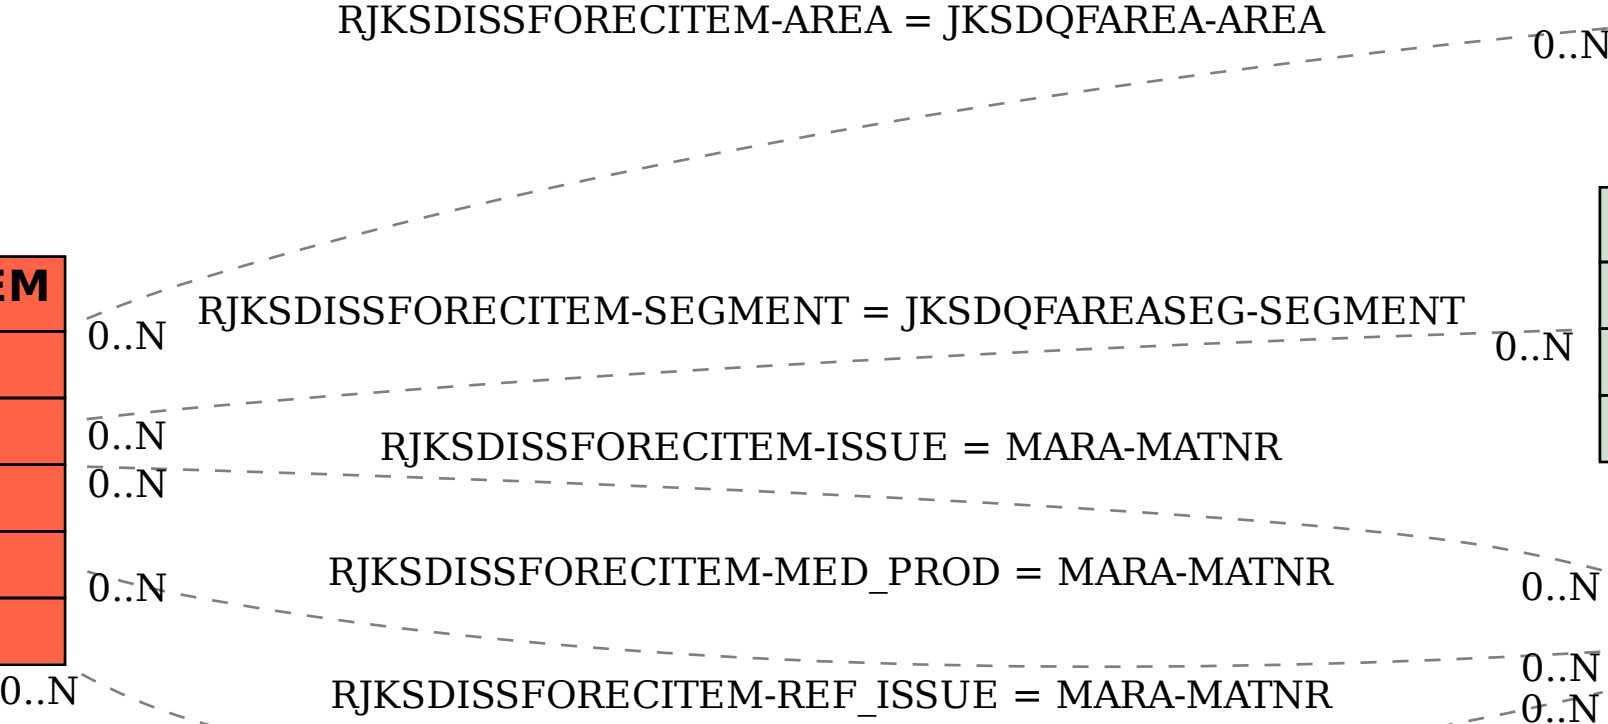 RJKSDISSFORECITEM-AREA = JKSDQFAREA-AREA
0..N
EM
RJKSDISSFORECITEM-SEGMENT = JKSDQFAREASEG-SEGMENT
0..N
0..N
0..N
RJKSDISSFORECITEM-ISSUE = MARA-MATNR
0..N
RJKSDISSFORECITEM-MED_PROD = MARA-MATNR
0..N
0..N
0..N
RJKSDISSFORECITEM-REF_ISSUE = MARA-MATNR
0..N
0..N